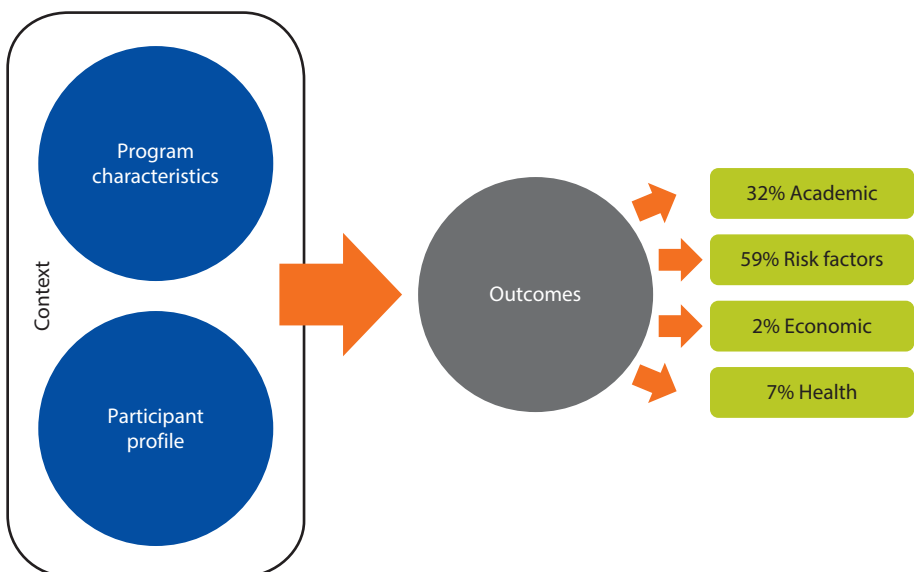 Program
characteristics
Context
Participant
profile
Outcomes
32% Academic
59% Risk factors
2% Economic
7% Health